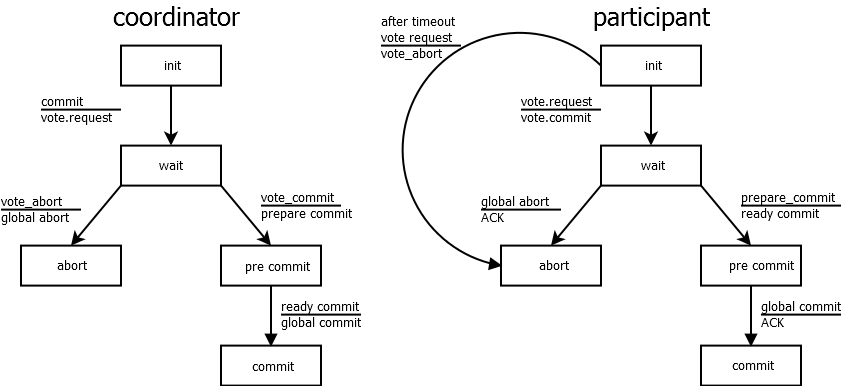 coordinator
init
commit
vote.request
wait
vote_abort
global abort
vote_commit
prepare commit
abort
pre commit
ready commit
global commit
commit
participant
after timeout
vote request
vote_abort
init
vote.request
vote.commit
wait
global abort
ACK
prepare_commit
ready commit
abort
pre commit
global commit
ACK
commit